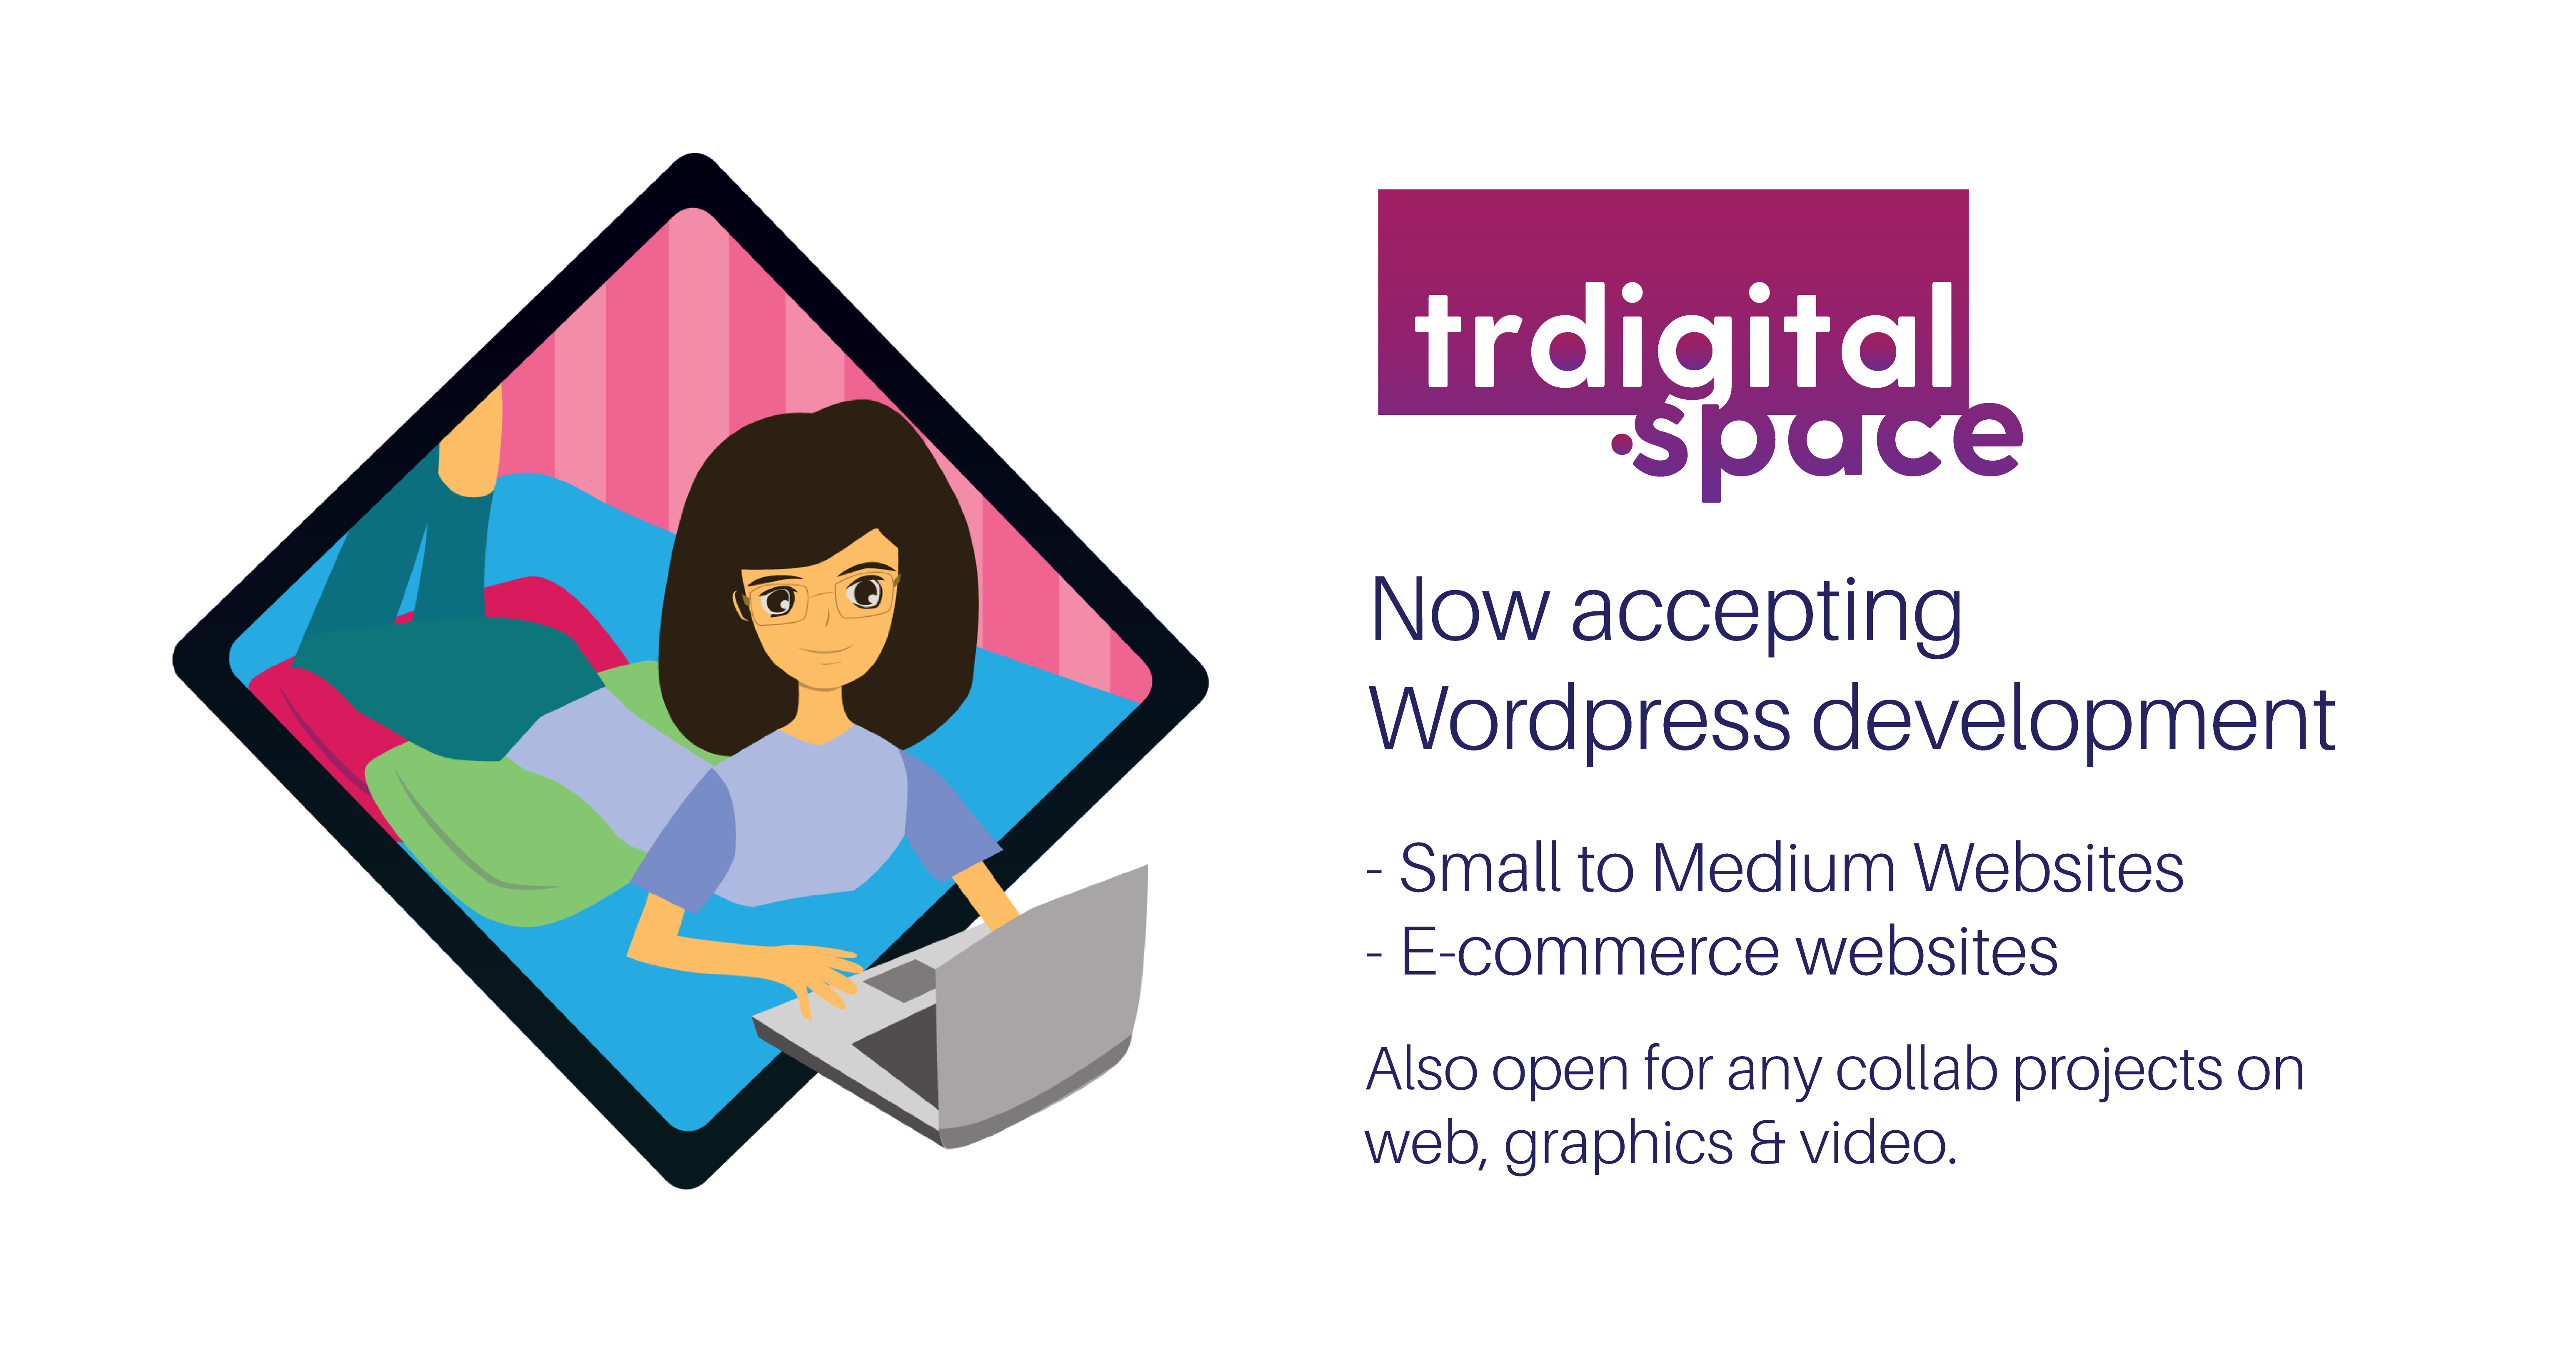 trdigital
.space
Now accepting
Wordpress development
- Small to Medium Websites
- E-commerce websites
Also open for any collab projects on
web, graphics & video.